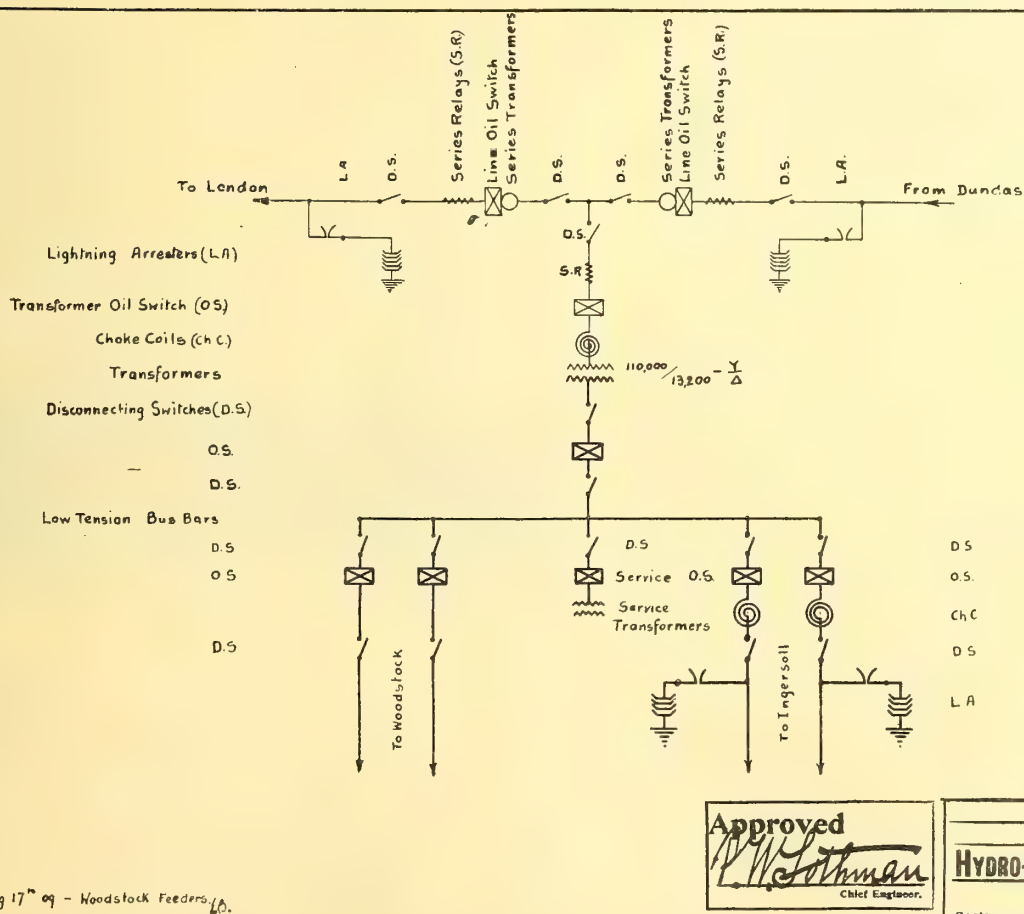 Series Relays (S.R)
Line Oil Switch
Series Transformers
Series Transformers
Line Oil Switch
Series Relays (S.R.)
L A
D.S.
D.S.
D.S.
D.S.
L.A.
To London
From Dundas
D.S.
Lightning Arresters (L A)
S.R
Transformer Oil Switch (O S.)
Choke Coils (Ch C.)
Transformers
110,000/13,200 - Y/Δ
Disconnecting Switches (D.S.)
O.S.
D.S.
Low Tension Bus Bars
D.S
D.S
D S
O S
Service O.S.
O.S.
Service
Transformers
Ch C
D.S
D S
To Woodstock
To Ingersoll
L A
Approved
Chief Engineer.
HYDRO-
17th 09 - Woodstock Feeders.